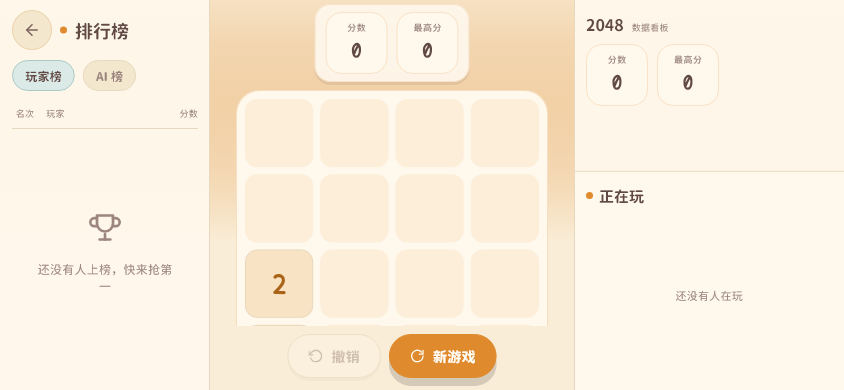 排行榜
玩家榜
AI 榜
名次 玩家 分数
还没有人上榜，快来抢第
一
分数
0
最高分
0
2
撤销
新游戏
2048 数据看板
分数
0
最高分
0
正在玩
还没有人在玩